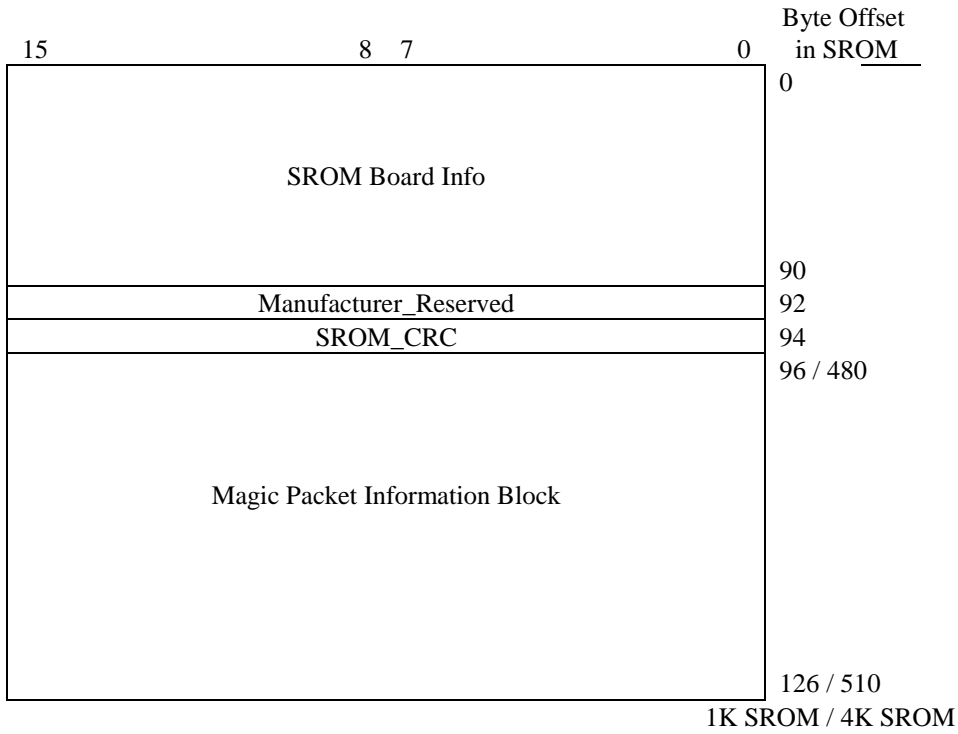 Byte Offset
15 8 7 0 in SROM
0
SROM Board Info
90
Manufacturer_Reserved 92
SROM_CRC 94
96 / 480
Magic Packet Information Block
126 / 510
1K SROM / 4K SROM